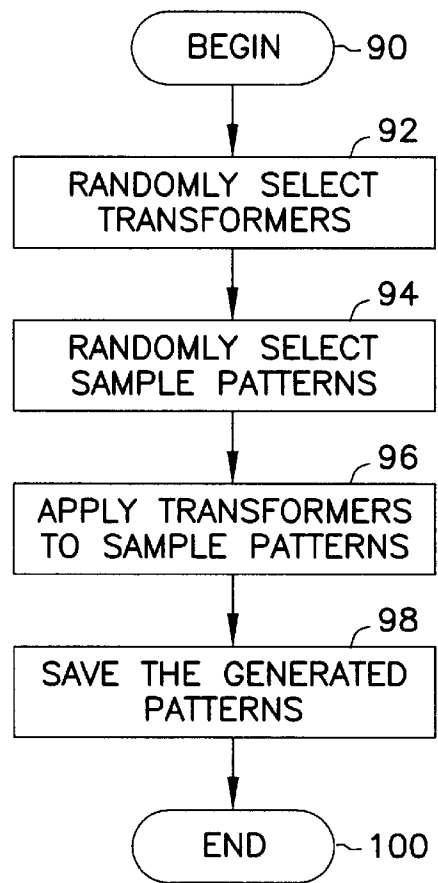 BEGIN
90
92
RANDOMLY SELECT
TRANSFORMERS
94
RANDOMLY SELECT
SAMPLE PATTERNS
96
APPLY TRANSFORMERS
TO SAMPLE PATTERNS
98
SAVE THE GENERATED
PATTERNS
END
100